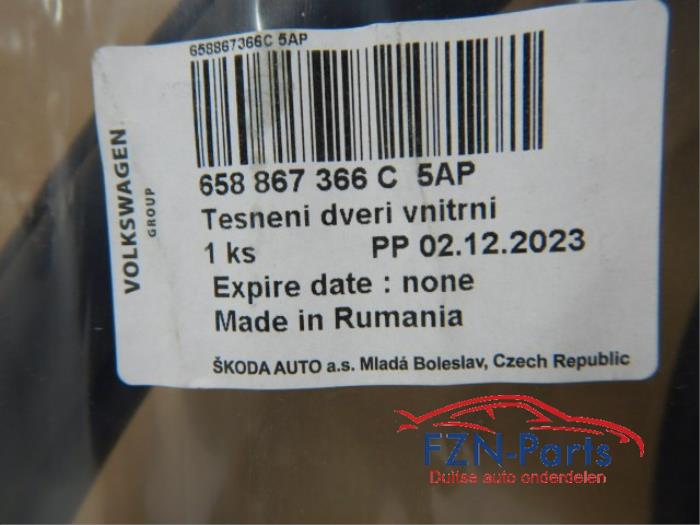 658867366C 5AP
VOLKSWAGEN
GROUP
658 867 366 C 5AP
Tesneni dveri vnitrni
1 ks PP 02.12.2023
Expire date : none
Made in Rumania
ŠKODA AUTO a.s. Mladá Boleslav, Czech Republic
FZN-Parts
Duitse auto onderdelen